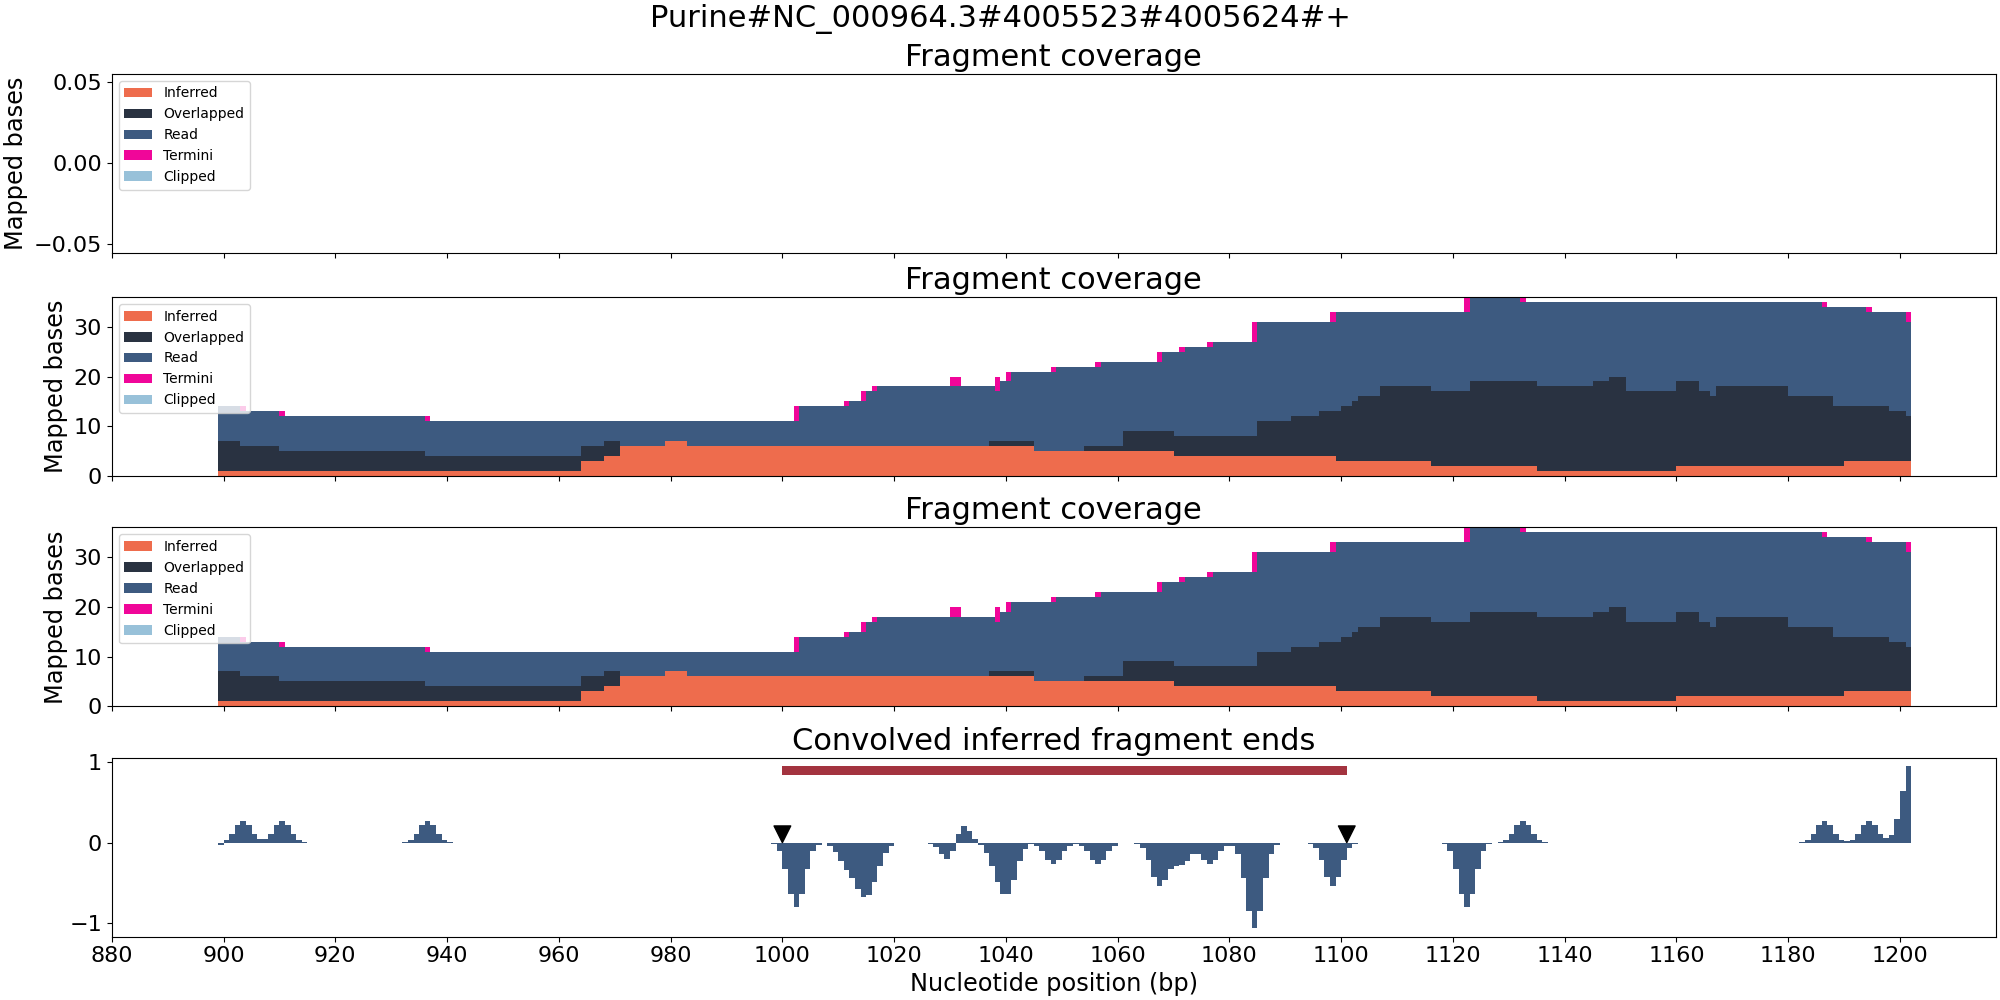 Purine#NC_000964.3#4005523#4005624#+
Fragment coverage
Mapped bases
0.05
0.00
−0.05
Inferred
Overlapped
Read
Termini
Clipped
Fragment coverage
Mapped bases
30
20
10
0
Inferred
Overlapped
Read
Termini
Clipped
Fragment coverage
Mapped bases
30
20
10
0
Inferred
Overlapped
Read
Termini
Clipped
Convolved inferred fragment ends
1
0
−1
880 900 920 940 960 980 1000 1020 1040 1060 1080 1100 1120 1140 1160 1180 1200
Nucleotide position (bp)